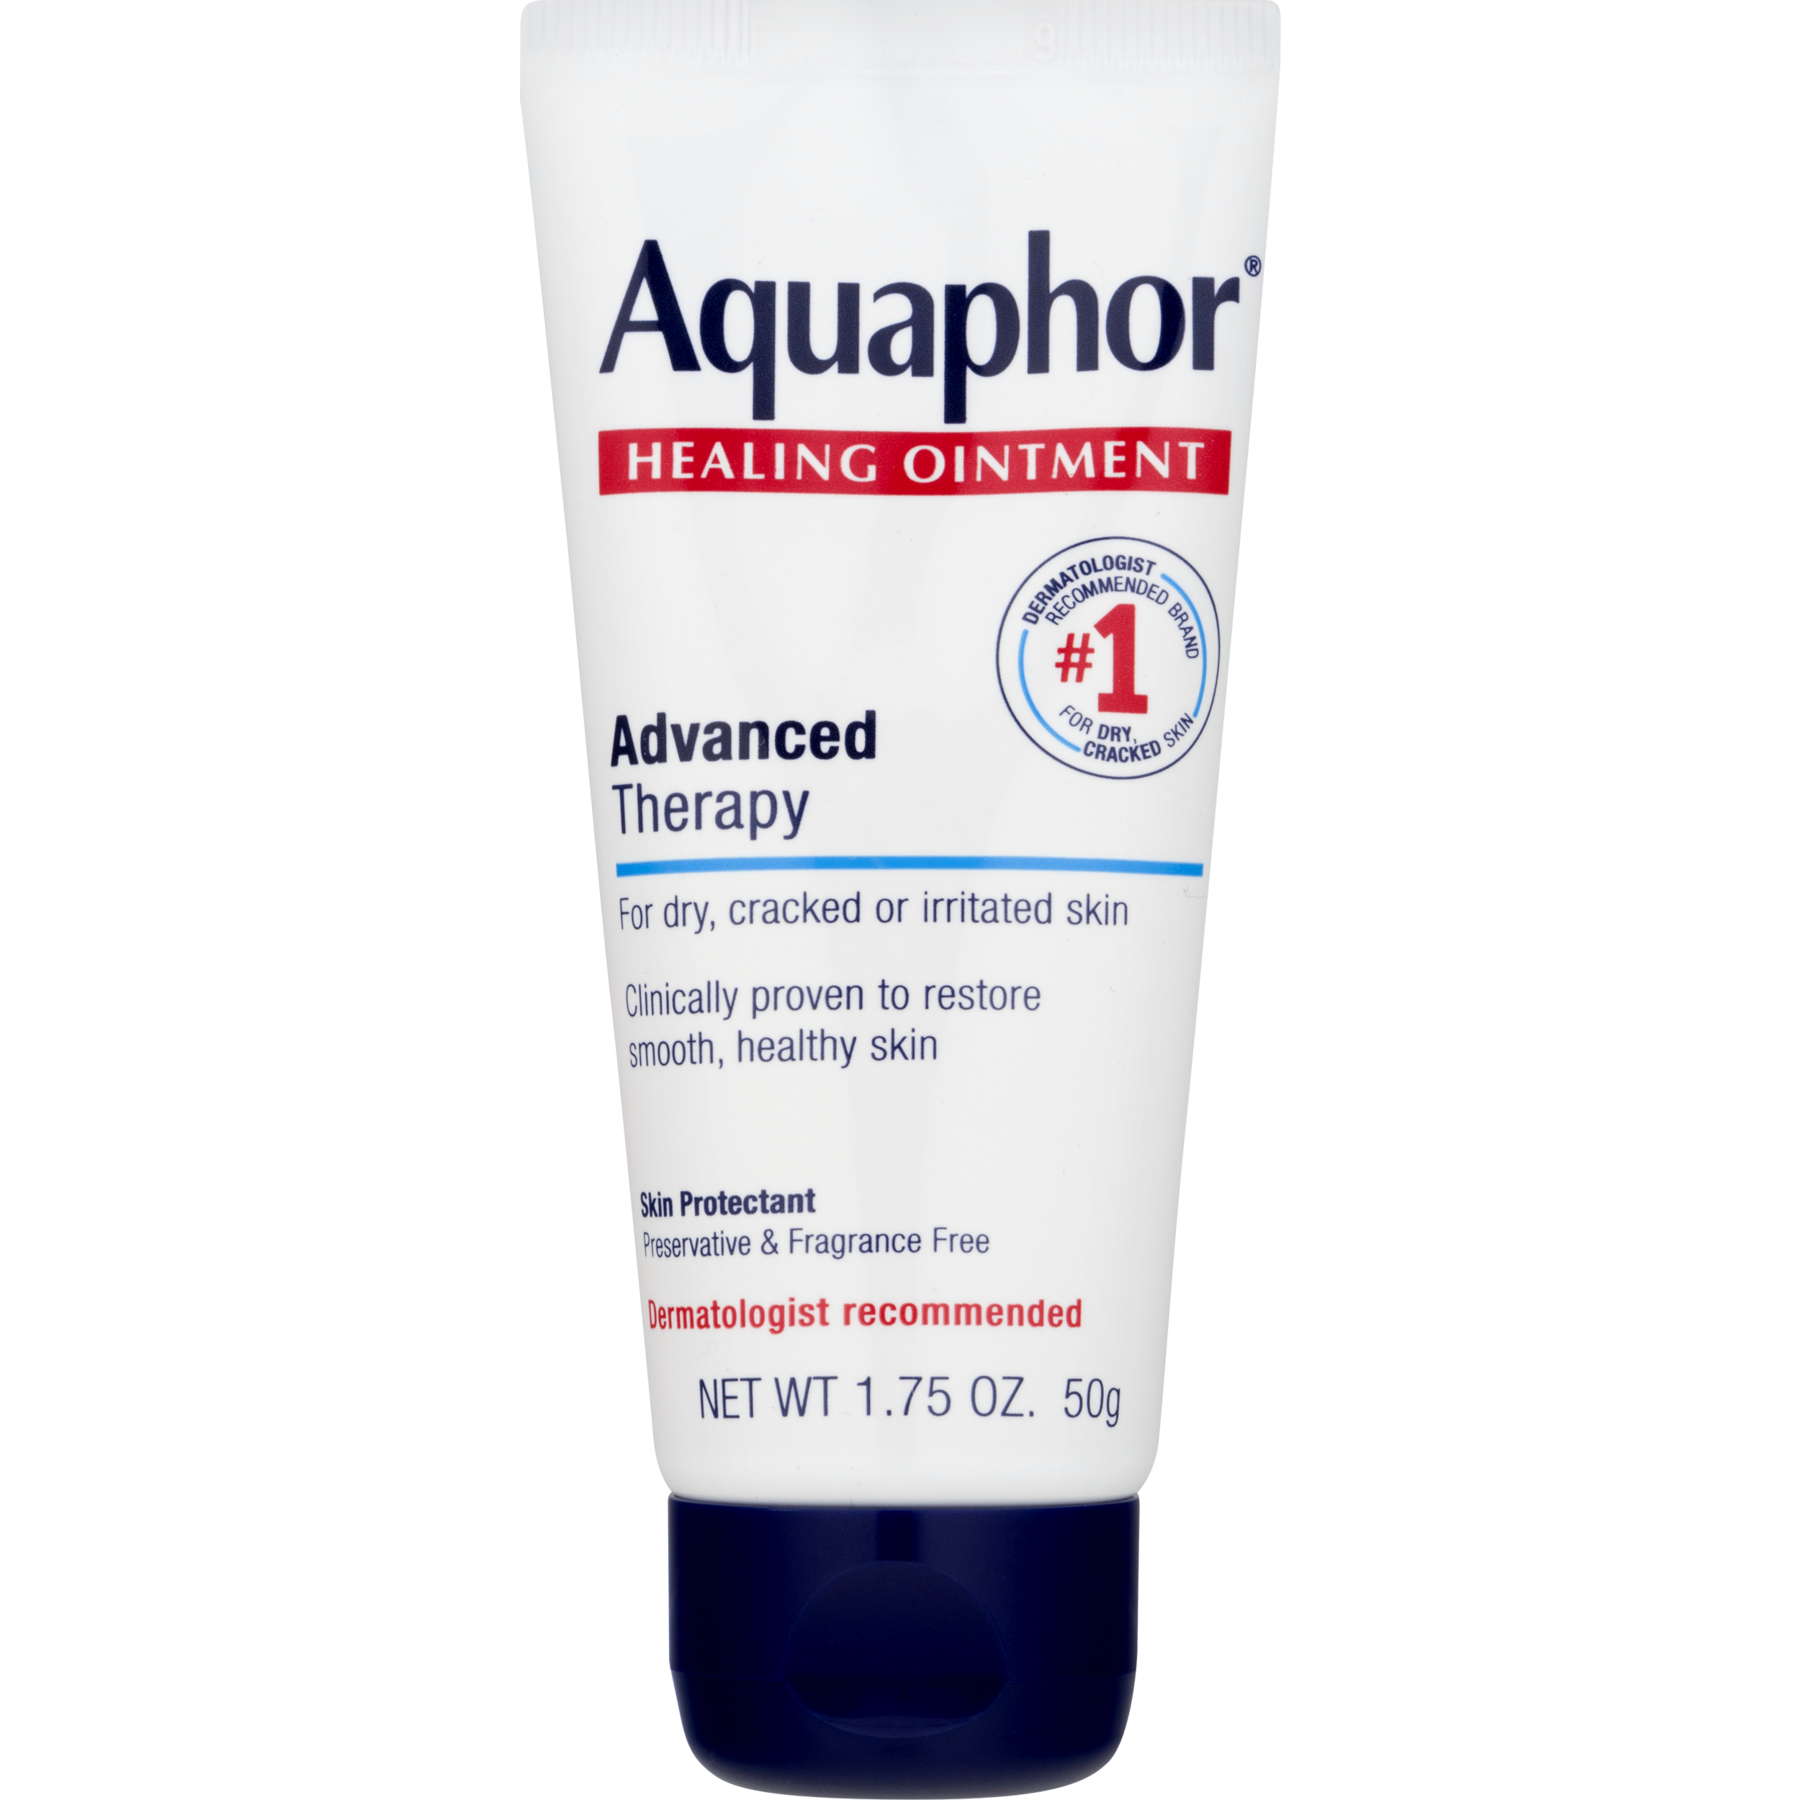 Aquaphor®
HEALING OINTMENT
DERMATOLOGIST
RECOMMENDED BRAND
#1
FOR DRY,
CRACKED SKIN
Advanced
Therapy
For dry, cracked or irritated skin
Clinically proven to restore
smooth, healthy skin
Skin Protectant
Preservative & Fragrance Free
Dermatologist recommended
NET WT 1.75 OZ. 50g